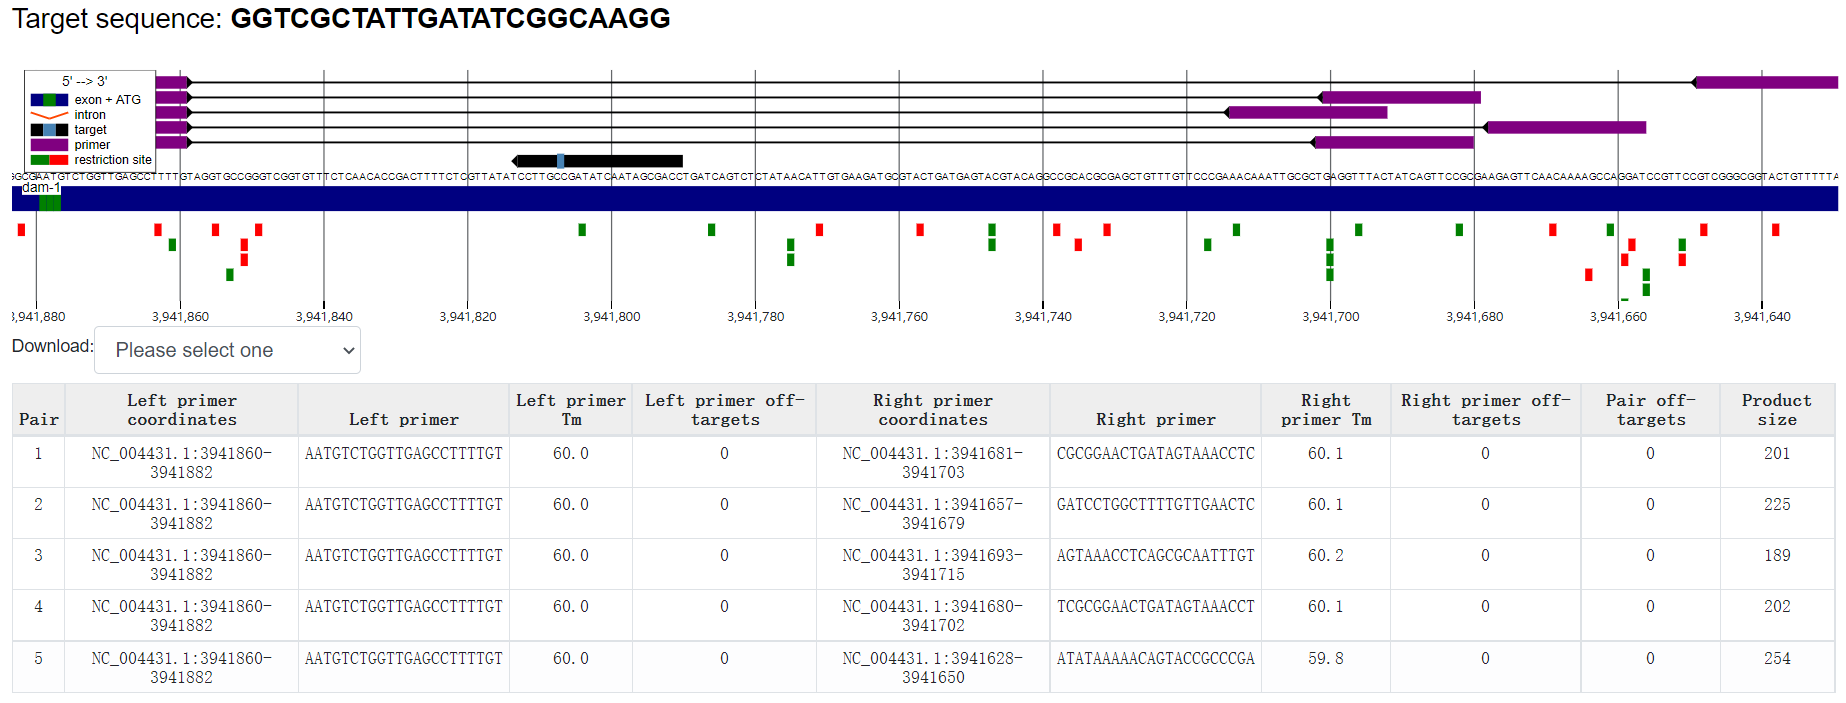 Target sequence: GGTCGCTATTGATATCGGCAAGG
5' --> 3'
exon + ATG
intron
target
primer
restriction site
GGCGAATGTCTGGTTGAGCCTTTTGTAGGTGCCGGGTCGGTGTTTCTCAACACCGACTTTTCTCGTTATATCCTTGCCGATATCAATAGCGACCTGATCAGTCTCTATAACATTGTGAAGATGCGTACTGATGAGTACGTACAGGCCGCACGCGAGCTGTTTGTTCCCGAAACAAATTGCGCTGAGGTTTACTATCAGTTCCGCGAAGAGTTCAACAAAAGCCAGGATCCGTTCCGTCGGGCGGTACTGTTTTTA
dam-1
3,941,880 3,941,860 3,941,840 3,941,820 3,941,800 3,941,780 3,941,760 3,941,740 3,941,720 3,941,700 3,941,680 3,941,660 3,941,640
Download: Please select one
Pair Left primer coordinates Left primer Left primer Tm Left primer off-targets Right primer coordinates Right primer Right primer Tm Right primer off-targets Pair off-targets Product size
1 NC_004431.1:3941860-3941882 AATGTCTGGTTGAGCCTTTTGT 60.0 0 NC_004431.1:3941681-3941703 CGCGGAACTGATAGTAAACCTC 60.1 0 0 201
2 NC_004431.1:3941860-3941882 AATGTCTGGTTGAGCCTTTTGT 60.0 0 NC_004431.1:3941657-3941679 GATCCTGGCTTTTGTTGAACTC 60.1 0 0 225
3 NC_004431.1:3941860-3941882 AATGTCTGGTTGAGCCTTTTGT 60.0 0 NC_004431.1:3941693-3941715 AGTAAACCTCAGCGCAATTTGT 60.2 0 0 189
4 NC_004431.1:3941860-3941882 AATGTCTGGTTGAGCCTTTTGT 60.0 0 NC_004431.1:3941680-3941702 TCGCGGAACTGATAGTAAACCT 60.1 0 0 202
5 NC_004431.1:3941860-3941882 AATGTCTGGTTGAGCCTTTTGT 60.0 0 NC_004431.1:3941628-3941650 ATATAAAAACAGTACCGCCCGA 59.8 0 0 254